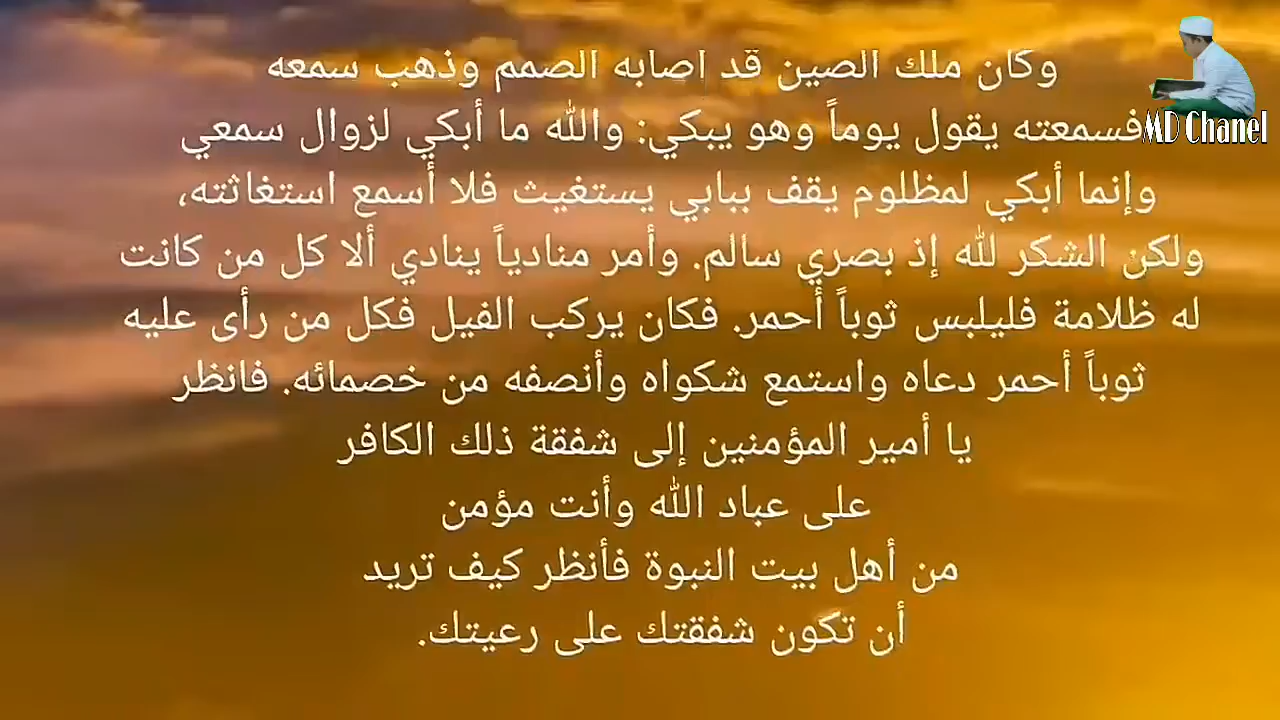 وكان ملك الصين قد اصابه الصمم وذهب سمعه
فسمعته يقول يوماً وهو يبكي: والله ما أبكي لزوال سمعي
وإنما أبكي لمظلوم يقف ببابي يستغيث فلا أسمع استغاثته،
ولكن الشكر لله إذ بصري سالم. وأمر منادياً ينادي ألا كل من كانت
له ظلامة فليلبس ثوباً أحمر. فكان يركب الفيل فكل من رأى عليه
ثوباً أحمر دعاه واستمع شكواه وأنصفه من خصمائه. فانظر
يا أمير المؤمنين إلى شفقة ذلك الكافر
على عباد الله وأنت مؤمن
من أهل بيت النبوة فأنظر كيف تريد
أن تكون شفقتك على رعيتك.
MD Chanel